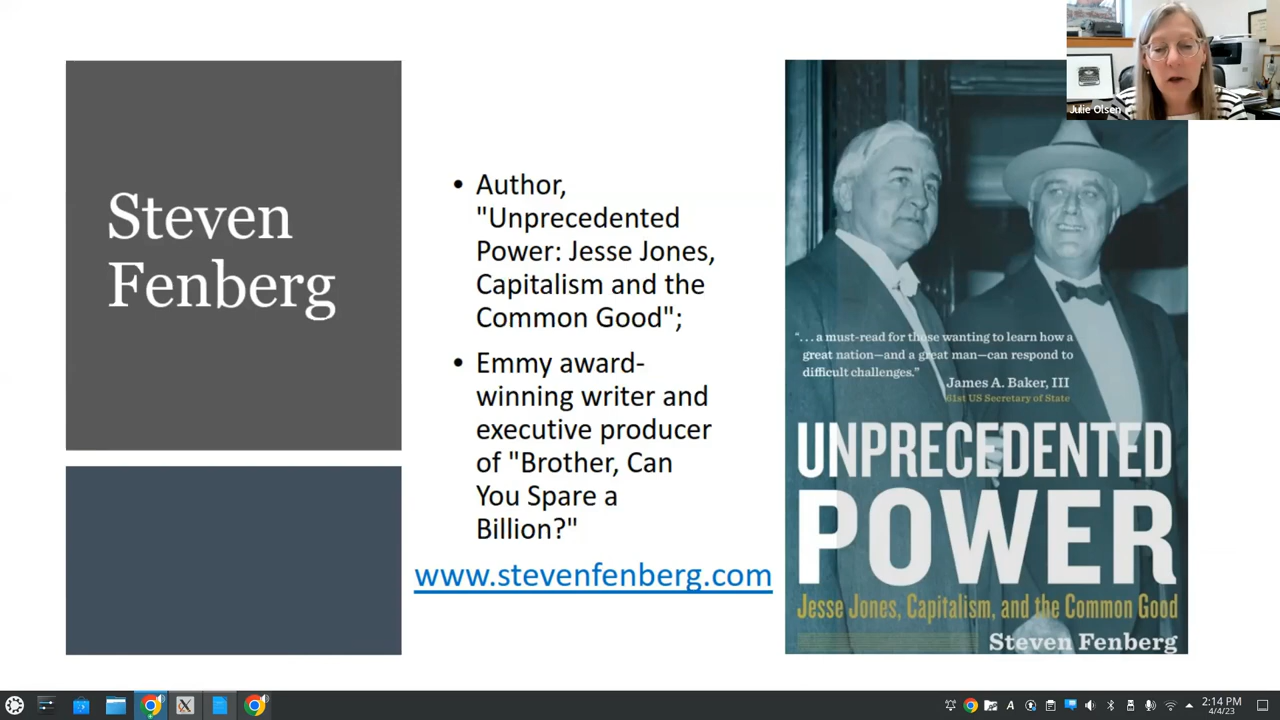 Steven
Fenberg
• Author,
"Unprecedented
Power: Jesse Jones,
Capitalism and the
Common Good";
• Emmy award-
winning writer and
executive producer
of "Brother, Can
You Spare a
Billion?"
www.stevenfenberg.com
Julie Olsen
“. . . a must-read for those wanting to learn how a
great nation—and a great man—can respond to
difficult challenges.”
James A. Baker, III
61st US Secretary of State
UNPRECEDENTED
POWER
Jesse Jones, Capitalism, and the Common Good
Steven Fenberg
2:14 PM
4/4/23